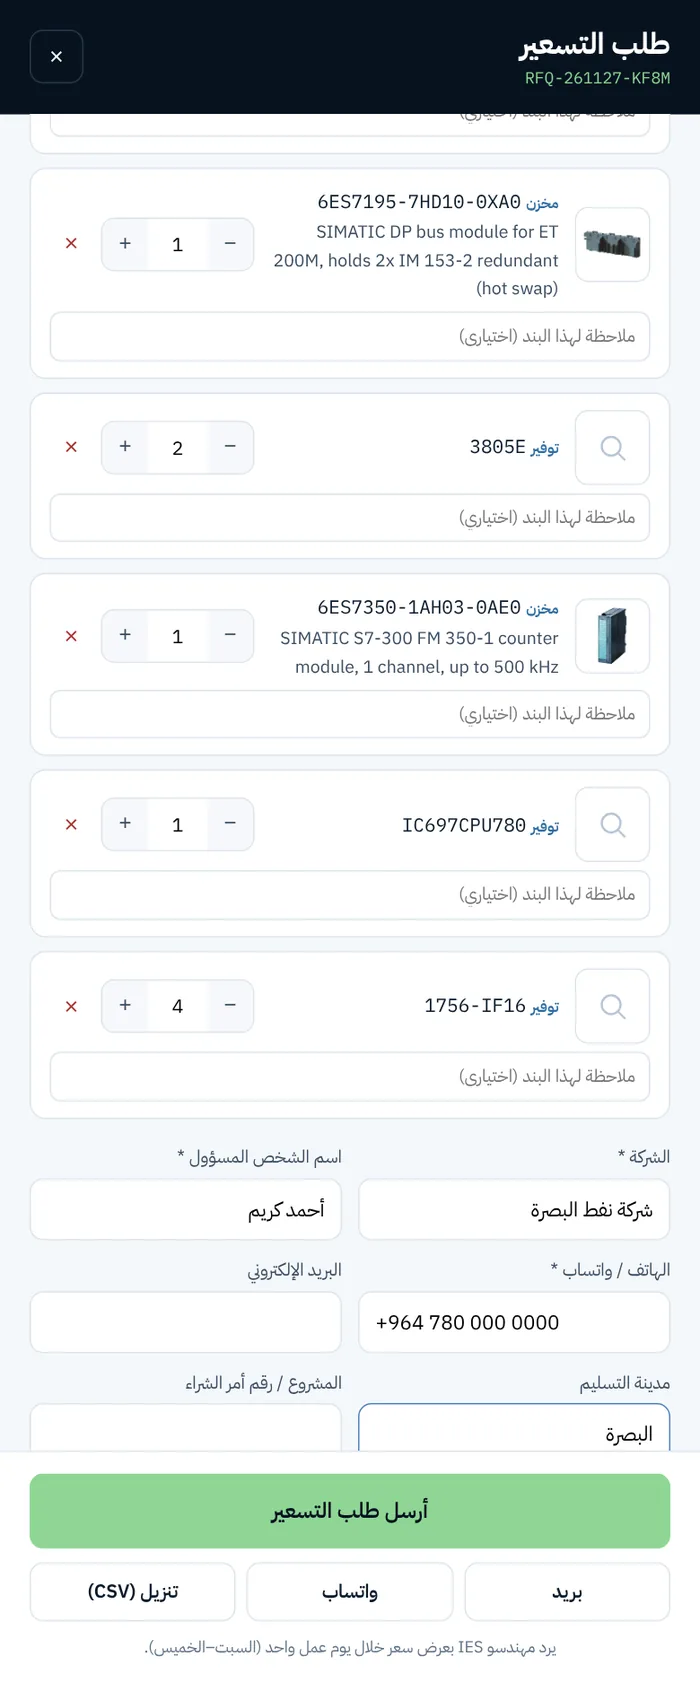 طلب التسعير
×
RFQ-261127-KF8M
ملاحظة لهذا البند (اختياري)
مخزن 6ES7195-7HD10-0XA0
SIMATIC DP bus module for ET
200M, holds 2x IM 153-2 redundant
(hot swap)
− 1 + ×
ملاحظة لهذا البند (اختياري)
توفير 3805E
− 2 + ×
ملاحظة لهذا البند (اختياري)
مخزن 6ES7350-1AH03-0AE0
SIMATIC S7-300 FM 350-1 counter
module, 1 channel, up to 500 kHz
− 1 + ×
ملاحظة لهذا البند (اختياري)
توفير IC697CPU780
− 1 + ×
ملاحظة لهذا البند (اختياري)
توفير 1756-IF16
− 4 + ×
ملاحظة لهذا البند (اختياري)
الشركة *
شركة نفط البصرة
اسم الشخص المسؤول *
أحمد كريم
الهاتف / واتساب *
+964 780 000 0000
البريد الإلكتروني
مدينة التسليم
البصرة
المشروع / رقم أمر الشراء
أرسل طلب التسعير
بريد
واتساب
تنزيل (CSV)
يرد مهندسو IES بعرض سعر خلال يوم عمل واحد (السبت–الخميس).